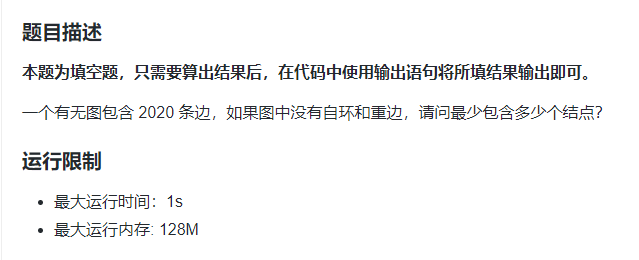 题目描述
本题为填空题，只需要算出结果后，在代码中使用输出语句将所填结果输出即可。
一个有无图包含 2020 条边，如果图中没有自环和重边，请问最少包含多少个结点？
运行限制
• 最大运行时间：1s
• 最大运行内存: 128M